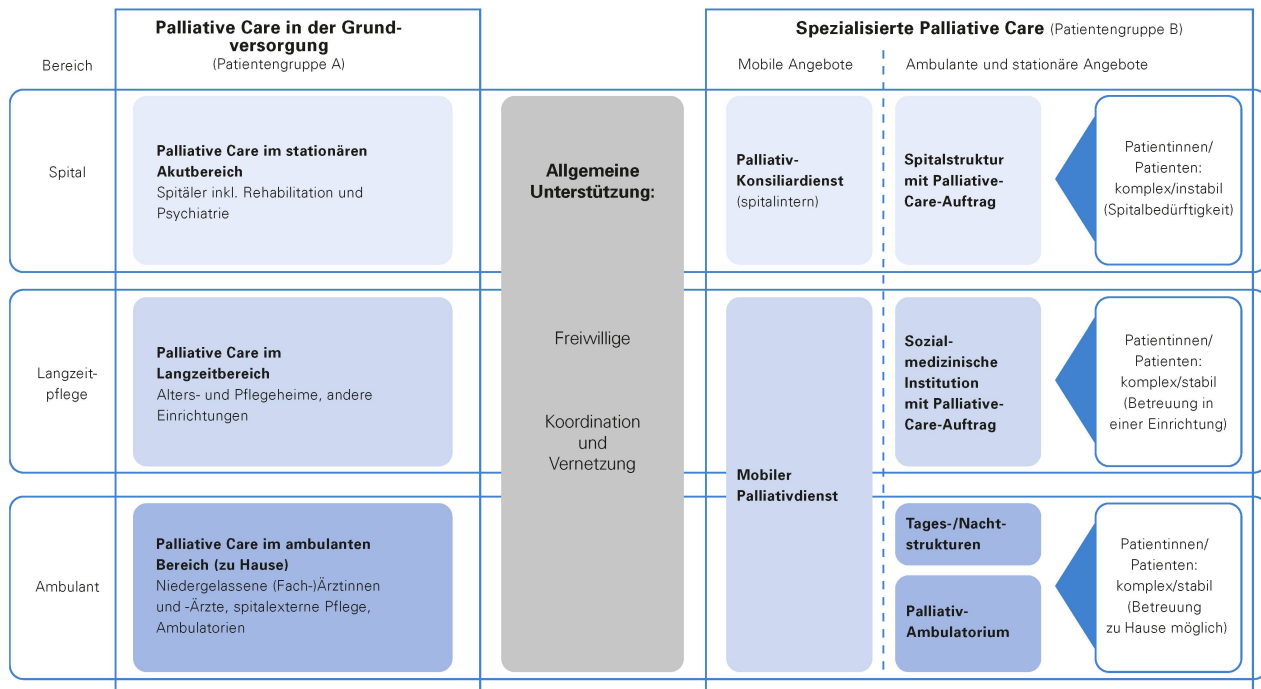 Palliative Care in der Grund-
versorgung
(Patientengruppe A)
Spezialisierte Palliative Care (Patientengruppe B)
Bereich
Mobile Angebote
Ambulante und stationäre Angebote
Spital
Palliative Care im stationären
Akutbereich
Spitäler inkl. Rehabilitation und
Psychiatrie
Allgemeine
Unterstützung:
Freiwillige
Koordination
und
Vernetzung
Palliativ-
Konsiliardienst
(spitalintern)
Spitalstruktur
mit Palliative-
Care-Auftrag
Patientinnen/
Patienten:
komplex/instabil
(Spitalbedürftigkeit)
Langzeit-
pflege
Palliative Care im
Langzeitbereich
Alters- und Pflegeheime, andere
Einrichtungen
Mobiler
Palliativdienst
Sozial-
medizinische
Institution
mit Palliative-
Care-Auftrag
Patientinnen/
Patienten:
komplex/stabil
(Betreuung in
einer Einrichtung)
Ambulant
Palliative Care im ambulanten
Bereich (zu Hause)
Niedergelassene (Fach-)Ärztinnen
und -Ärzte, spitalexterne Pflege,
Ambulatorien
Tages-/Nacht-
strukturen
Palliativ-
Ambulatorium
Patientinnen/
Patienten:
komplex/stabil
(Betreuung
zu Hause möglich)